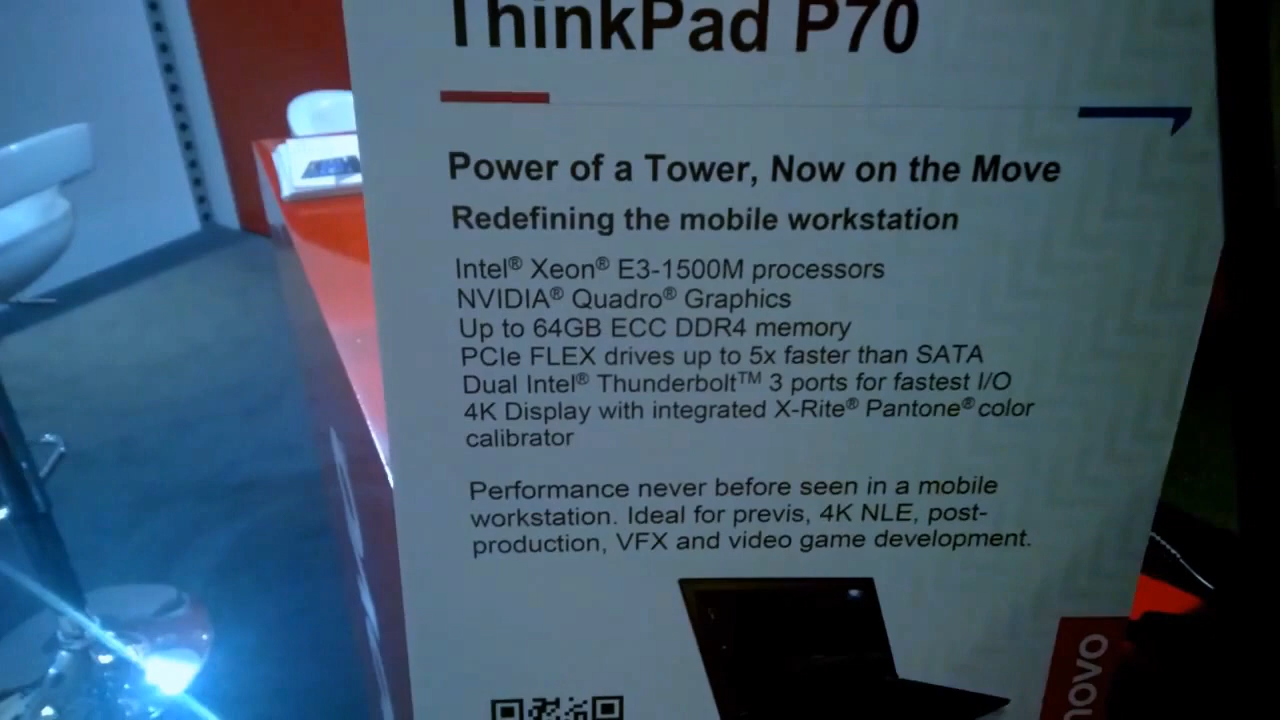 ThinkPad P70
Power of a Tower, Now on the Move
Redefining the mobile workstation
Intel® Xeon® E3-1500M processors
NVIDIA® Quadro® Graphics
Up to 64GB ECC DDR4 memory
PCIe FLEX drives up to 5x faster than SATA
Dual Intel® Thunderbolt™ 3 ports for fastest I/O
4K Display with integrated X-Rite® Pantone® color
calibrator
Performance never before seen in a mobile
workstation. Ideal for previs, 4K NLE, post-
production, VFX and video game development.
novo